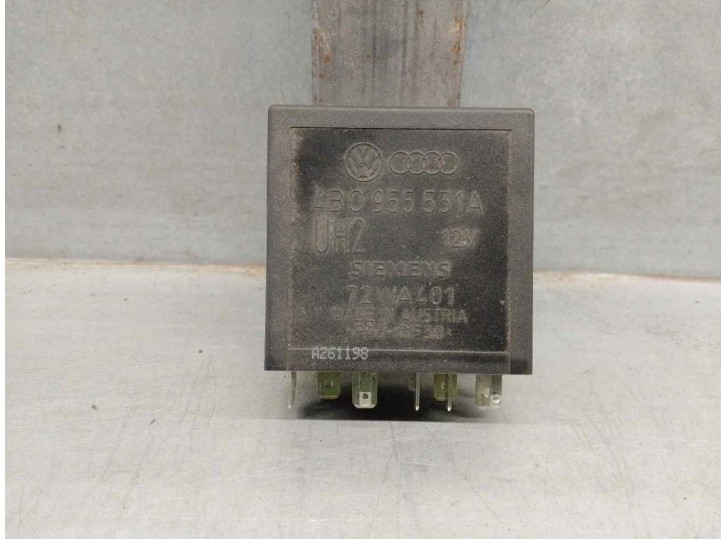 4B0 955 531A
UH2 12V
SIEMENS
72WA401
MADE IN AUSTRIA
A261198